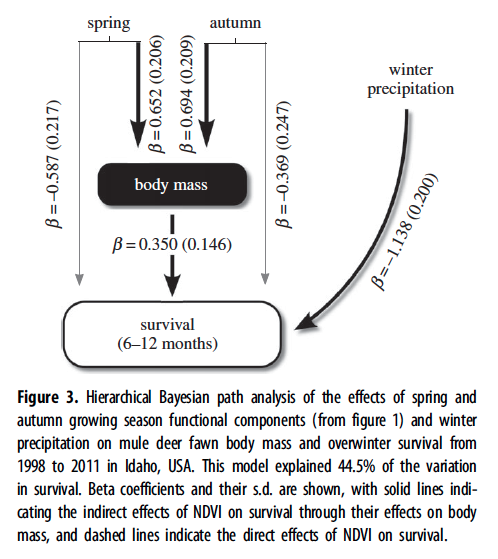 spring
autumn
β=–0.587 (0.217)
β=0.652 (0.206)
β=0.694 (0.209)
β=–0.369 (0.247)
winter
precipitation
body mass
β=0.350 (0.146)
β=–1.138 (0.200)
survival
(6–12 months)
Figure 3. Hierarchical Bayesian path analysis of the effects of spring and
autumn growing season functional components (from figure 1) and winter
precipitation on mule deer fawn body mass and overwinter survival from
1998 to 2011 in Idaho, USA. This model explained 44.5% of the variation
in survival. Beta coefficients and their s.d. are shown, with solid lines indi-
cating the indirect effects of NDVI on survival through their effects on body
mass, and dashed lines indicate the direct effects of NDVI on survival.